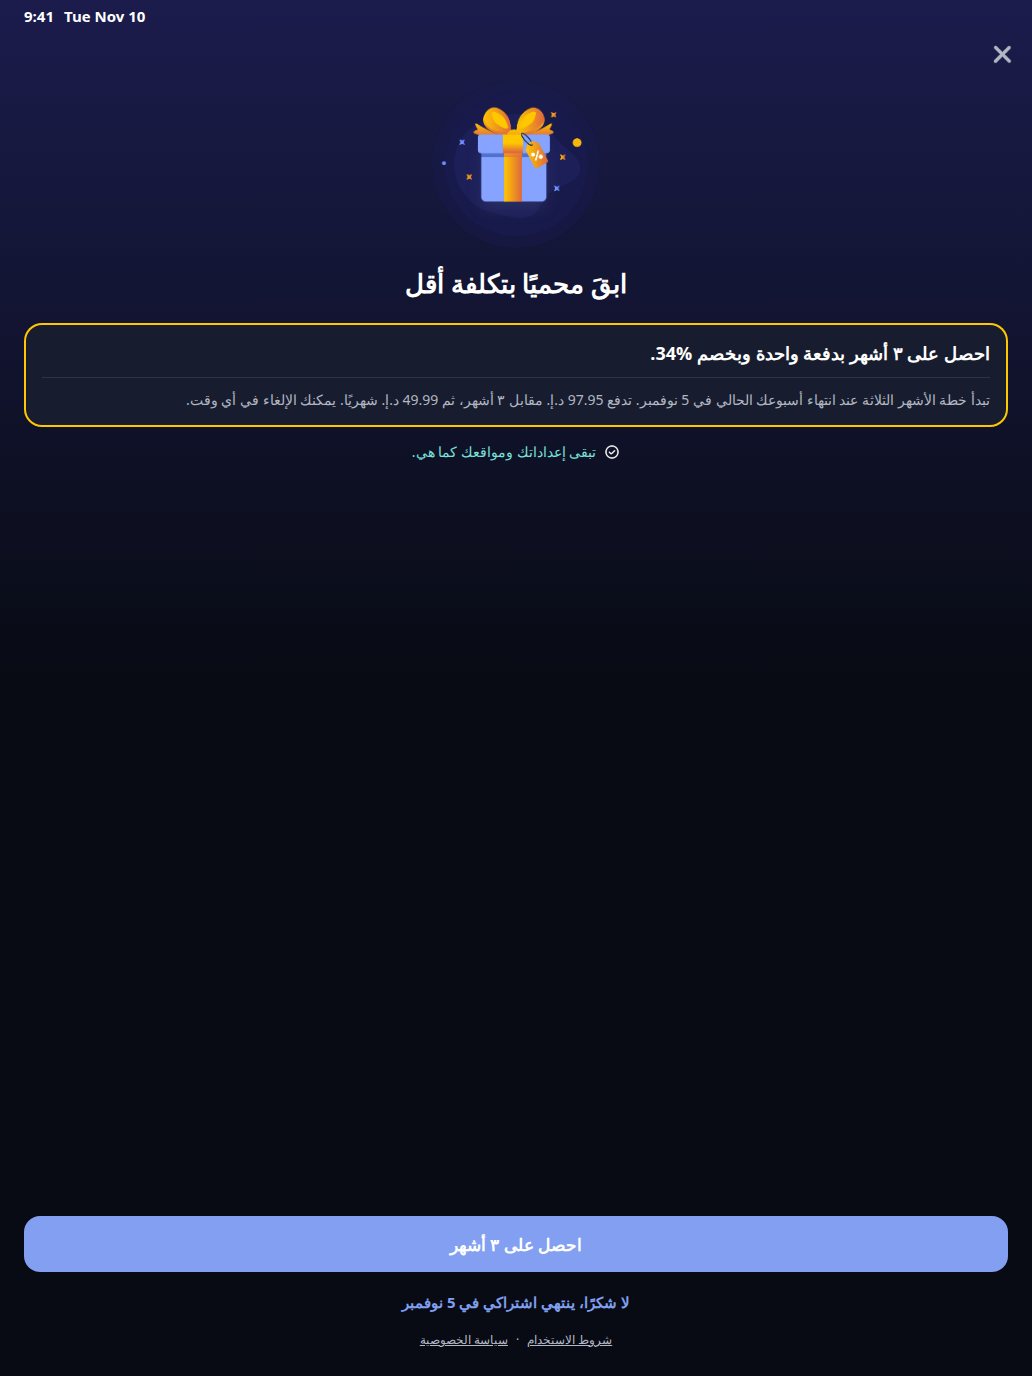 9:41 Tue Nov 10
%
ابقَ محميًا بتكلفة أقل
احصل على ٣ أشهر بدفعة واحدة وبخصم 34%.
تبدأ خطة الأشهر الثلاثة عند انتهاء أسبوعك الحالي في 5 نوفمبر. تدفع 97.95 د.إ. مقابل ٣ أشهر، ثم 49.99 د.إ. شهريًا. يمكنك الإلغاء في أي وقت.
تبقى إعداداتك ومواقعك كما هي.
احصل على ٣ أشهر
لا شكرًا، ينتهي اشتراكي في 5 نوفمبر
شروط الاستخدام · سياسة الخصوصية